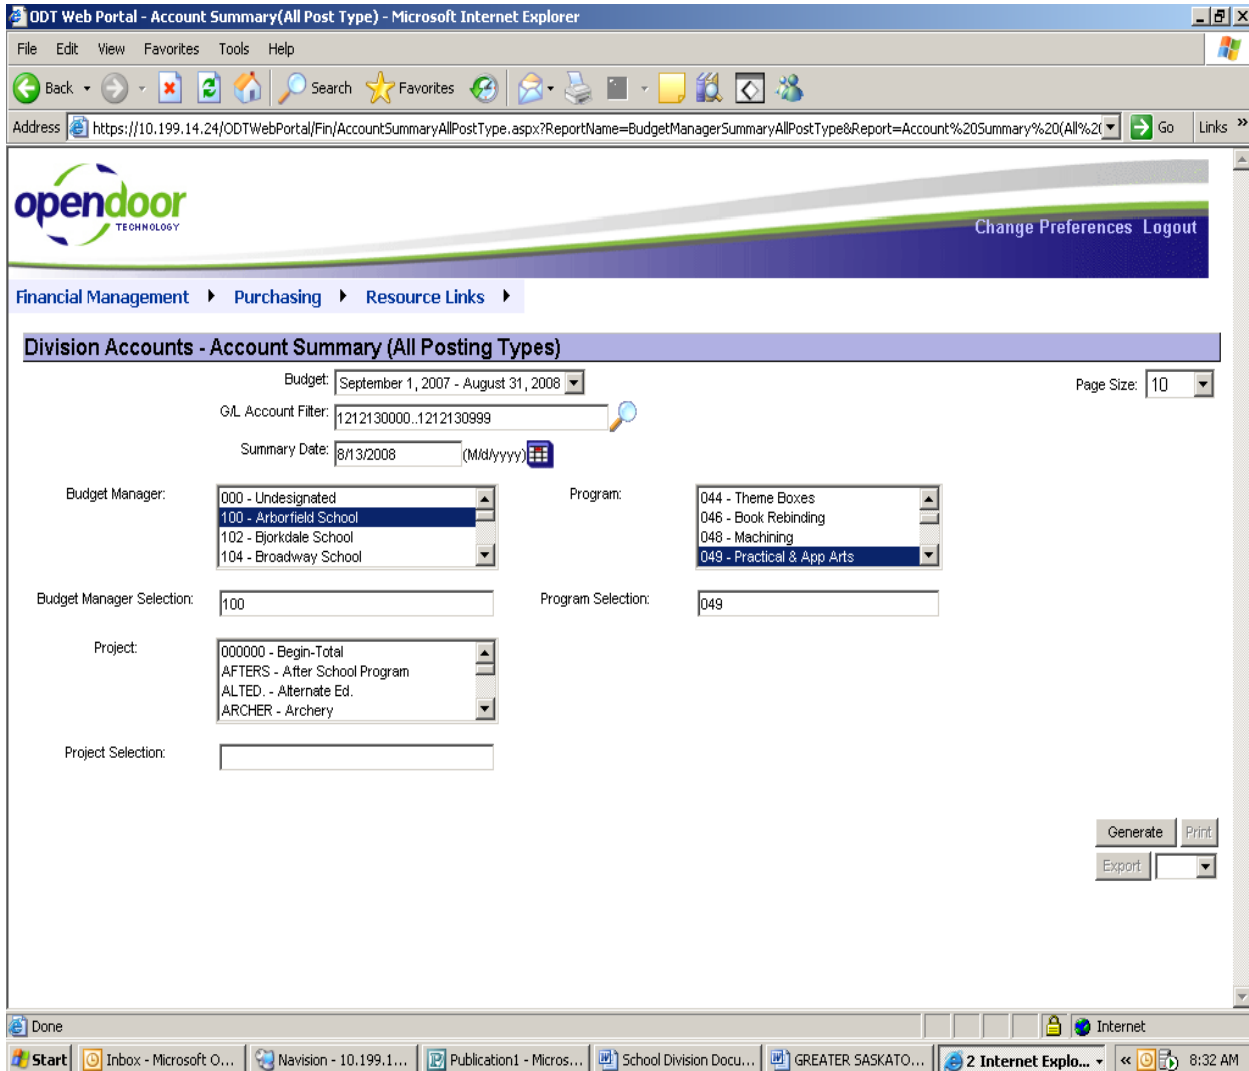 ODT Web Portal - Account Summary(All Post Type) - Microsoft Internet Explorer
File Edit View Favorites Tools Help
Back Search Favorites
Address https://10.199.14.24/ODTWebPortal/Fin/AccountSummaryAllPostType.aspx?ReportName=BudgetManagerSummaryAllPostType&Report=Account%20Summary%20(All%2( Go Links »
opendoor
TECHNOLOGY
Change Preferences Logout
Financial Management Purchasing Resource Links
Division Accounts - Account Summary (All Posting Types)
Budget: September 1, 2007 - August 31, 2008
Page Size: 10
G/L Account Filter: 1212130000..1212130999
Summary Date: 8/13/2008 (M/d/yyyy)
Budget Manager:
000 - Undesignated
100 - Arborfield School
102 - Bjorkdale School
104 - Broadway School
Program:
044 - Theme Boxes
046 - Book Rebinding
048 - Machining
049 - Practical & App Arts
Budget Manager Selection: 100
Program Selection: 049
Project:
000000 - Begin-Total
AFTERS - After School Program
ALTED. - Alternate Ed.
ARCHER - Archery
Project Selection:
Generate Print
Export
Done
Internet
Start Inbox - Microsoft O... Navision - 10.199.1... Publication1 - Micros... School Division Docu... GREATER SASKATO... 2 Internet Explo... « 8:32 AM